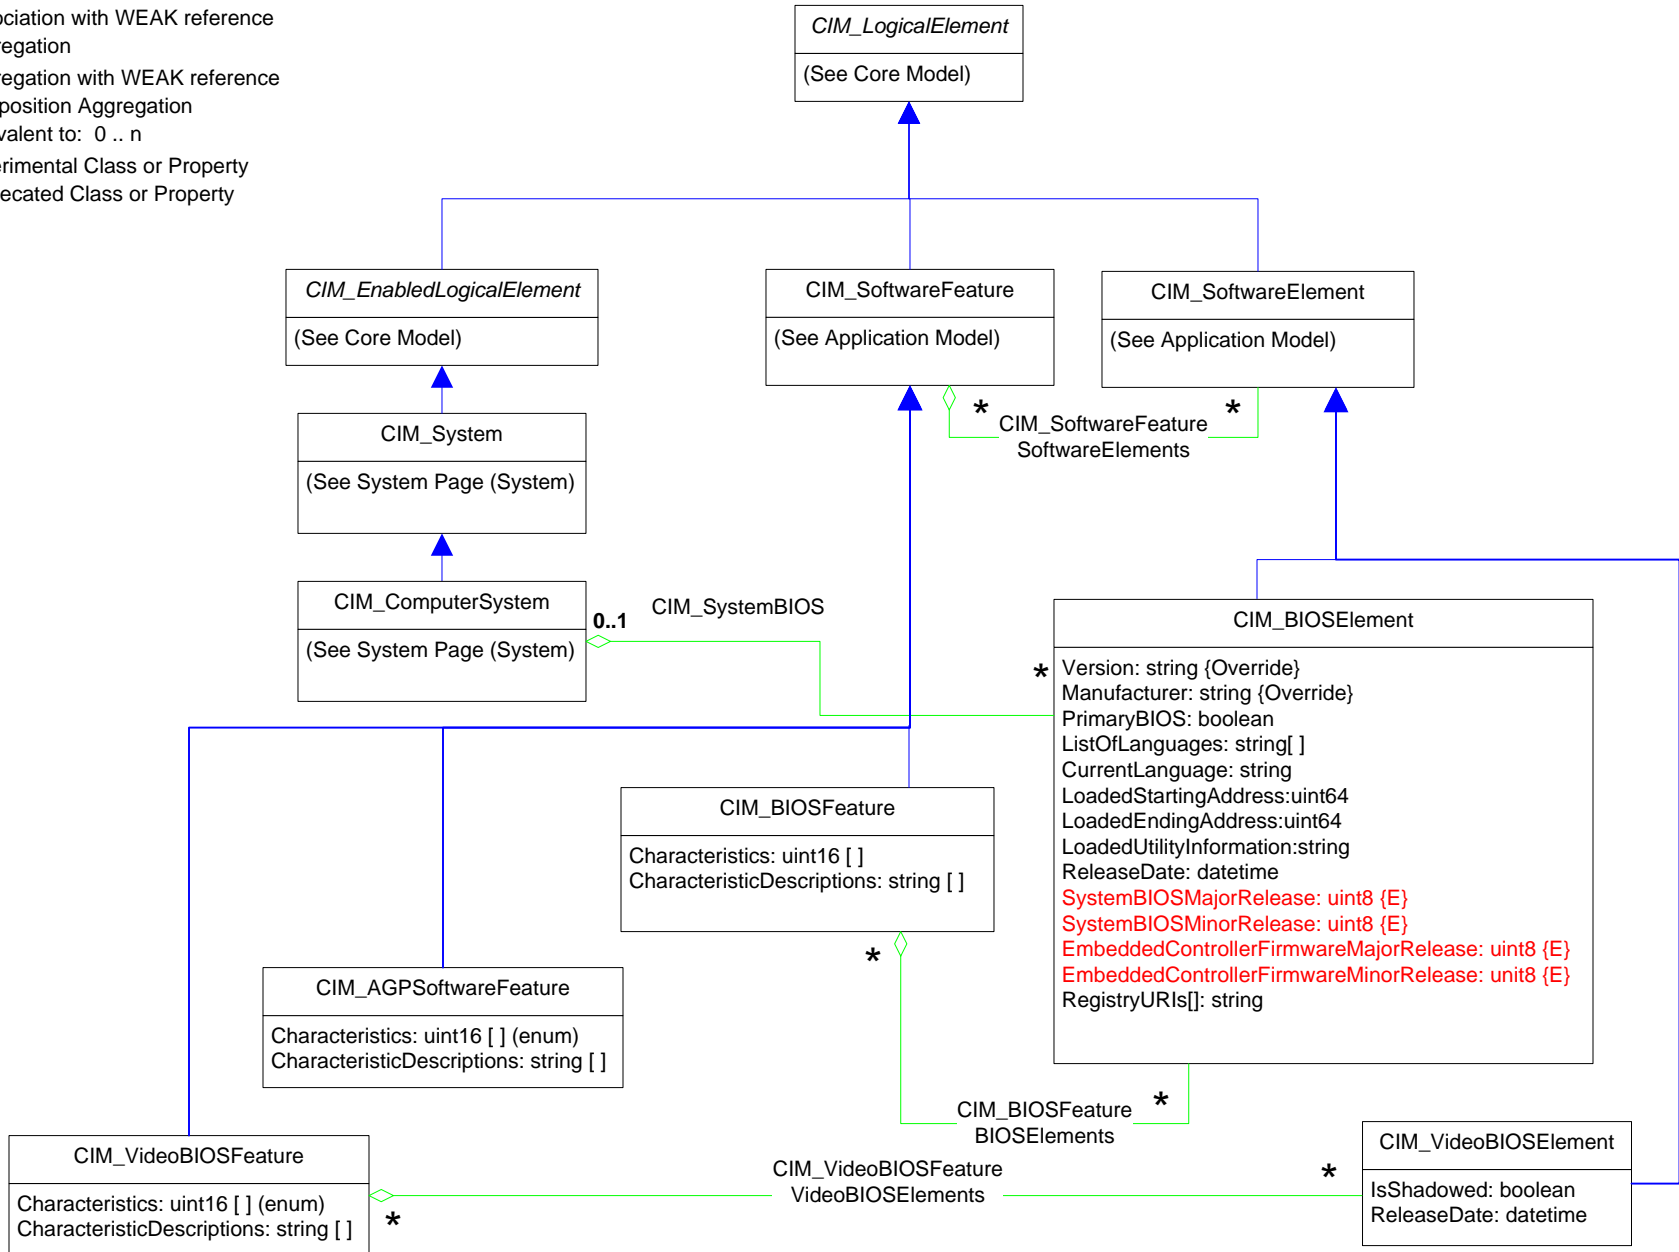 CIM_LogicalElement
(See Core Model)
ociation with WEAK reference
regation
regation with WEAK reference
position Aggregation
valent to: 0 .. n
erimental Class or Property
recated Class or Property
CIM_EnabledLogicalElement
(See Core Model)
CIM_SoftwareFeature
(See Application Model)
CIM_SoftwareElement
(See Application Model)
*
*
CIM_SoftwareFeature
SoftwareElements
CIM_System
(See System Page (System)
CIM_ComputerSystem
(See System Page (System)
0..1
CIM_SystemBIOS
*
CIM_BIOSElement
Version: string {Override}
Manufacturer: string {Override}
PrimaryBIOS: boolean
ListOfLanguages: string[ ]
CurrentLanguage: string
LoadedStartingAddress:uint64
LoadedEndingAddress:uint64
LoadedUtilityInformation:string
ReleaseDate: datetime
SystemBIOSMajorRelease: uint8 {E}
SystemBIOSMinorRelease: uint8 {E}
EmbeddedControllerFirmwareMajorRelease: uint8 {E}
EmbeddedControllerFirmwareMinorRelease: unit8 {E}
RegistryURIs[]: string
CIM_BIOSFeature
Characteristics: uint16 [ ]
CharacteristicDescriptions: string [ ]
*
CIM_AGPSoftwareFeature
Characteristics: uint16 [ ] (enum)
CharacteristicDescriptions: string [ ]
CIM_BIOSFeature
BIOSElements
*
CIM_VideoBIOSFeature
Characteristics: uint16 [ ] (enum)
CharacteristicDescriptions: string [ ]
*
CIM_VideoBIOSFeature
VideoBIOSElements
*
CIM_VideoBIOSElement
IsShadowed: boolean
ReleaseDate: datetime